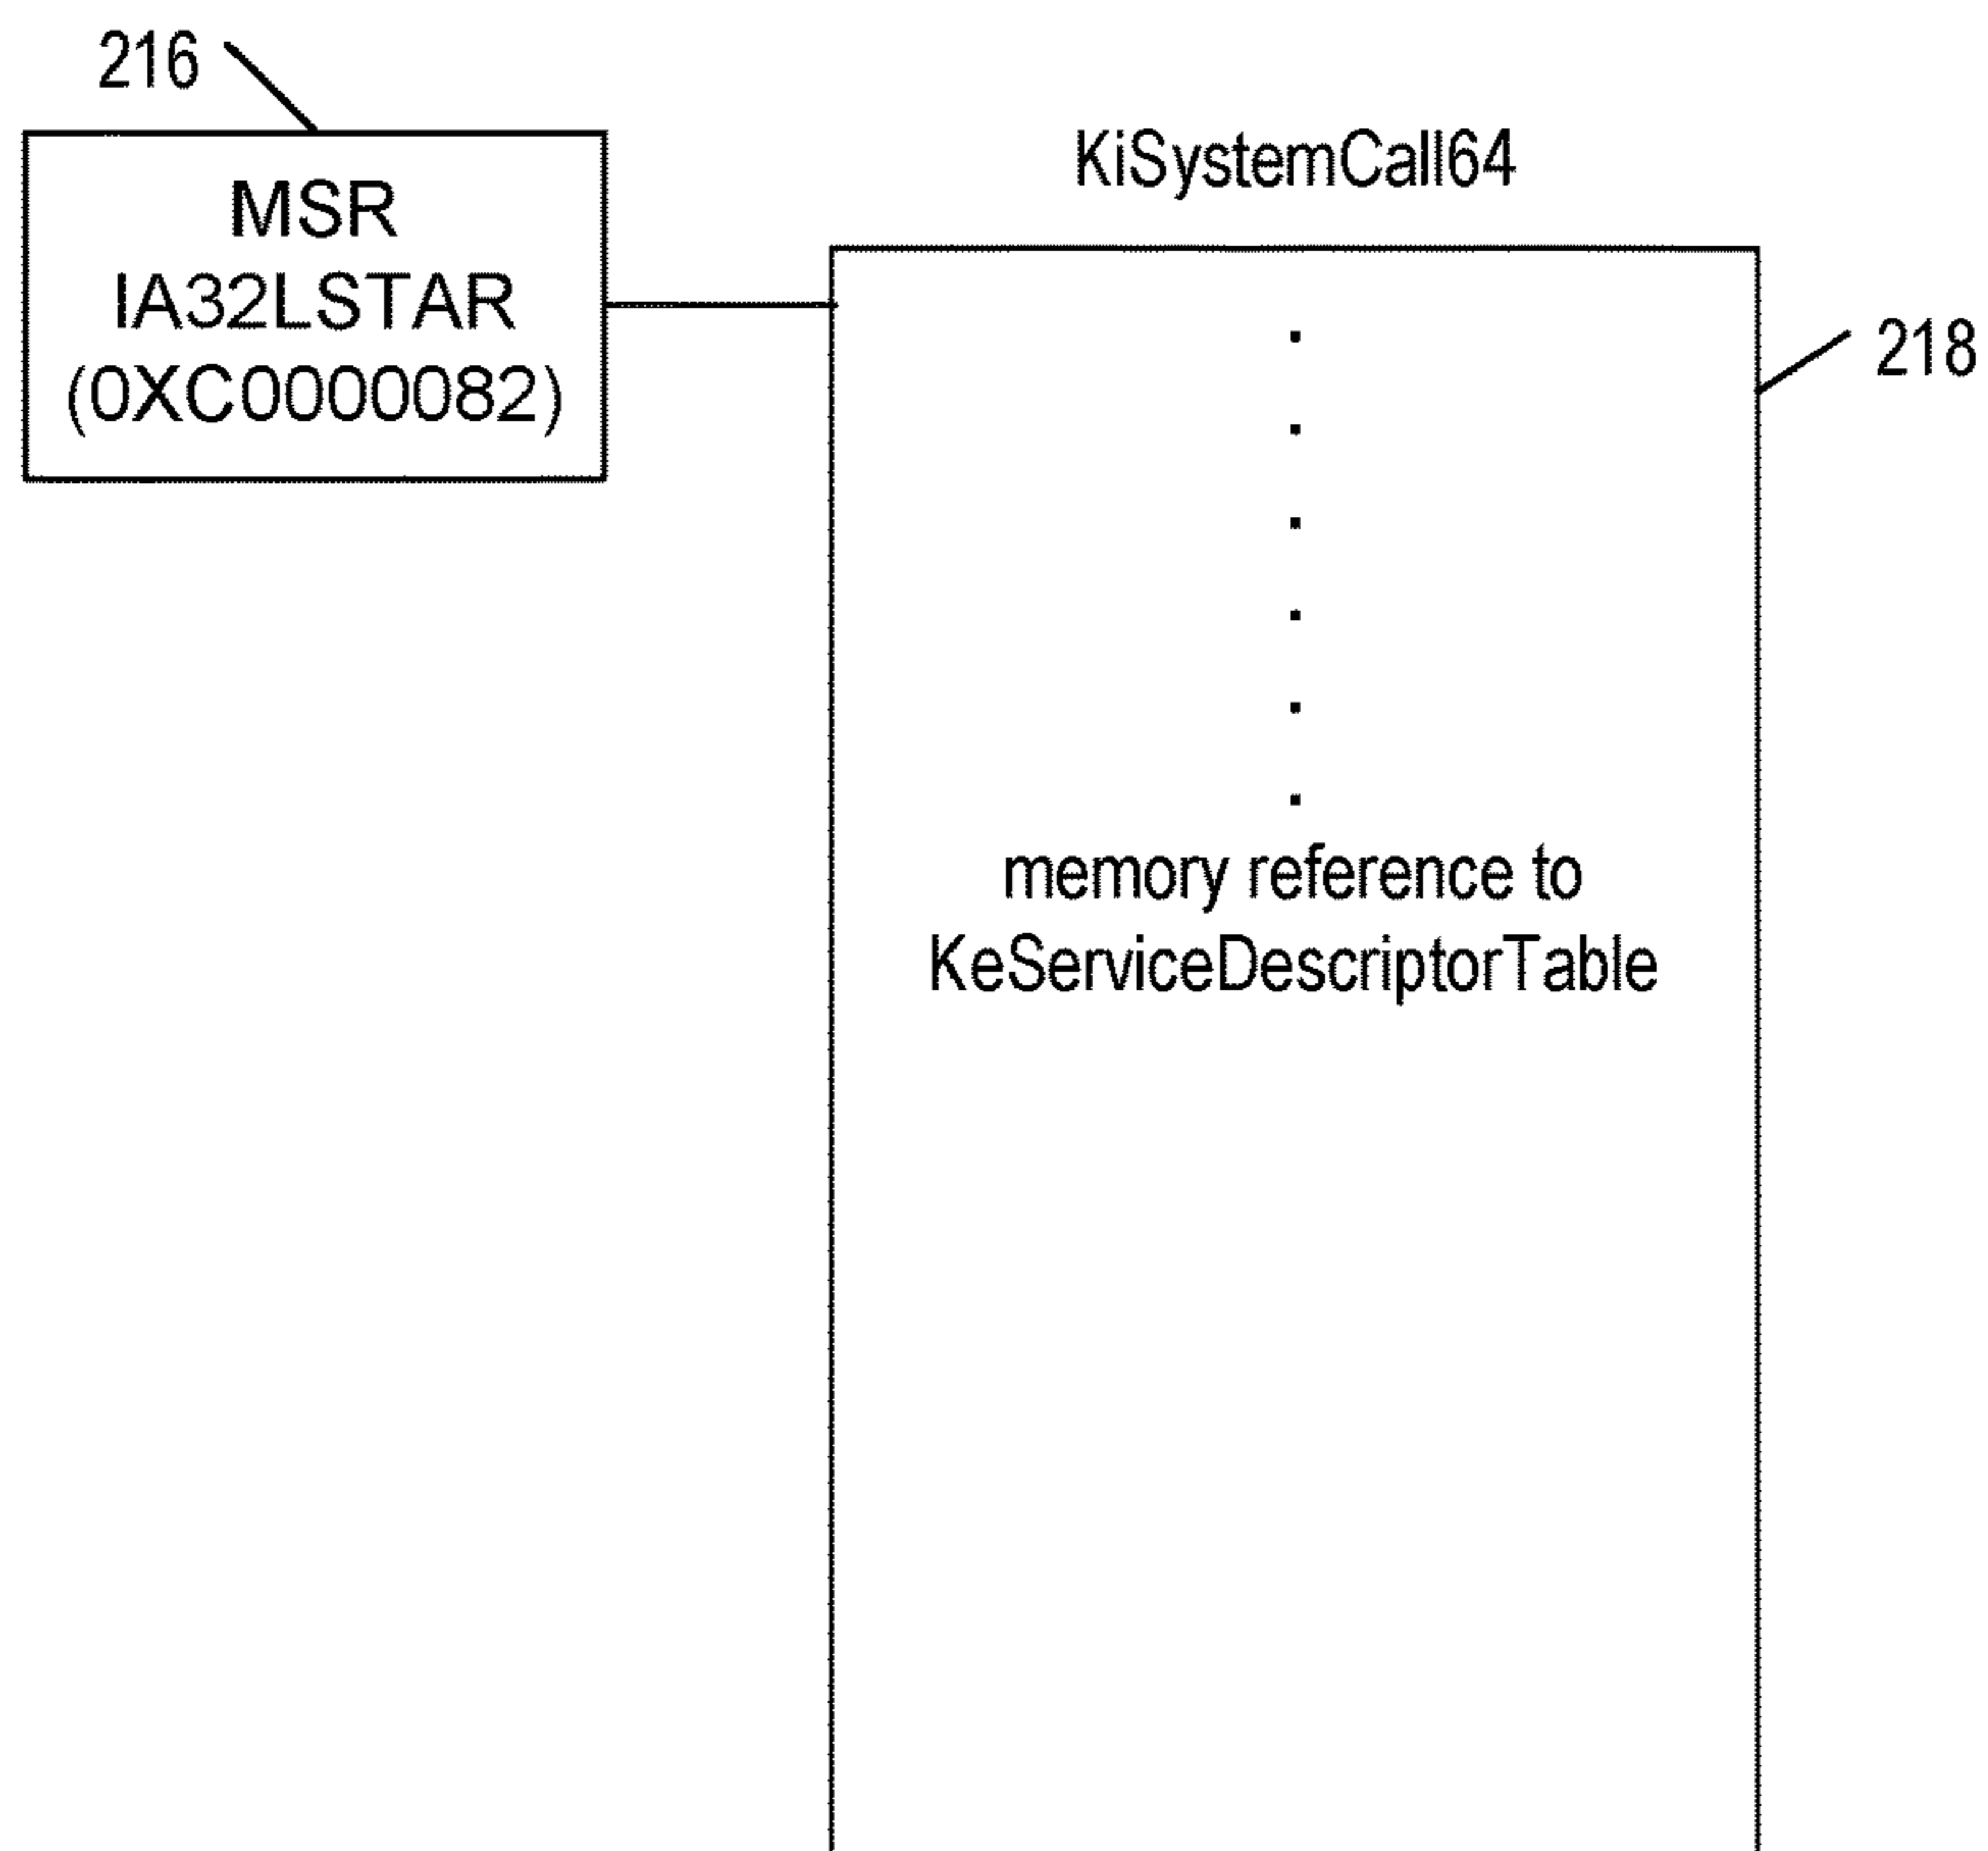 216
MSR
IA32LSTAR
(0XC0000082)
KiSystemCall64
218
.
.
.
.
.
.
memory reference to
KeServiceDescriptorTable